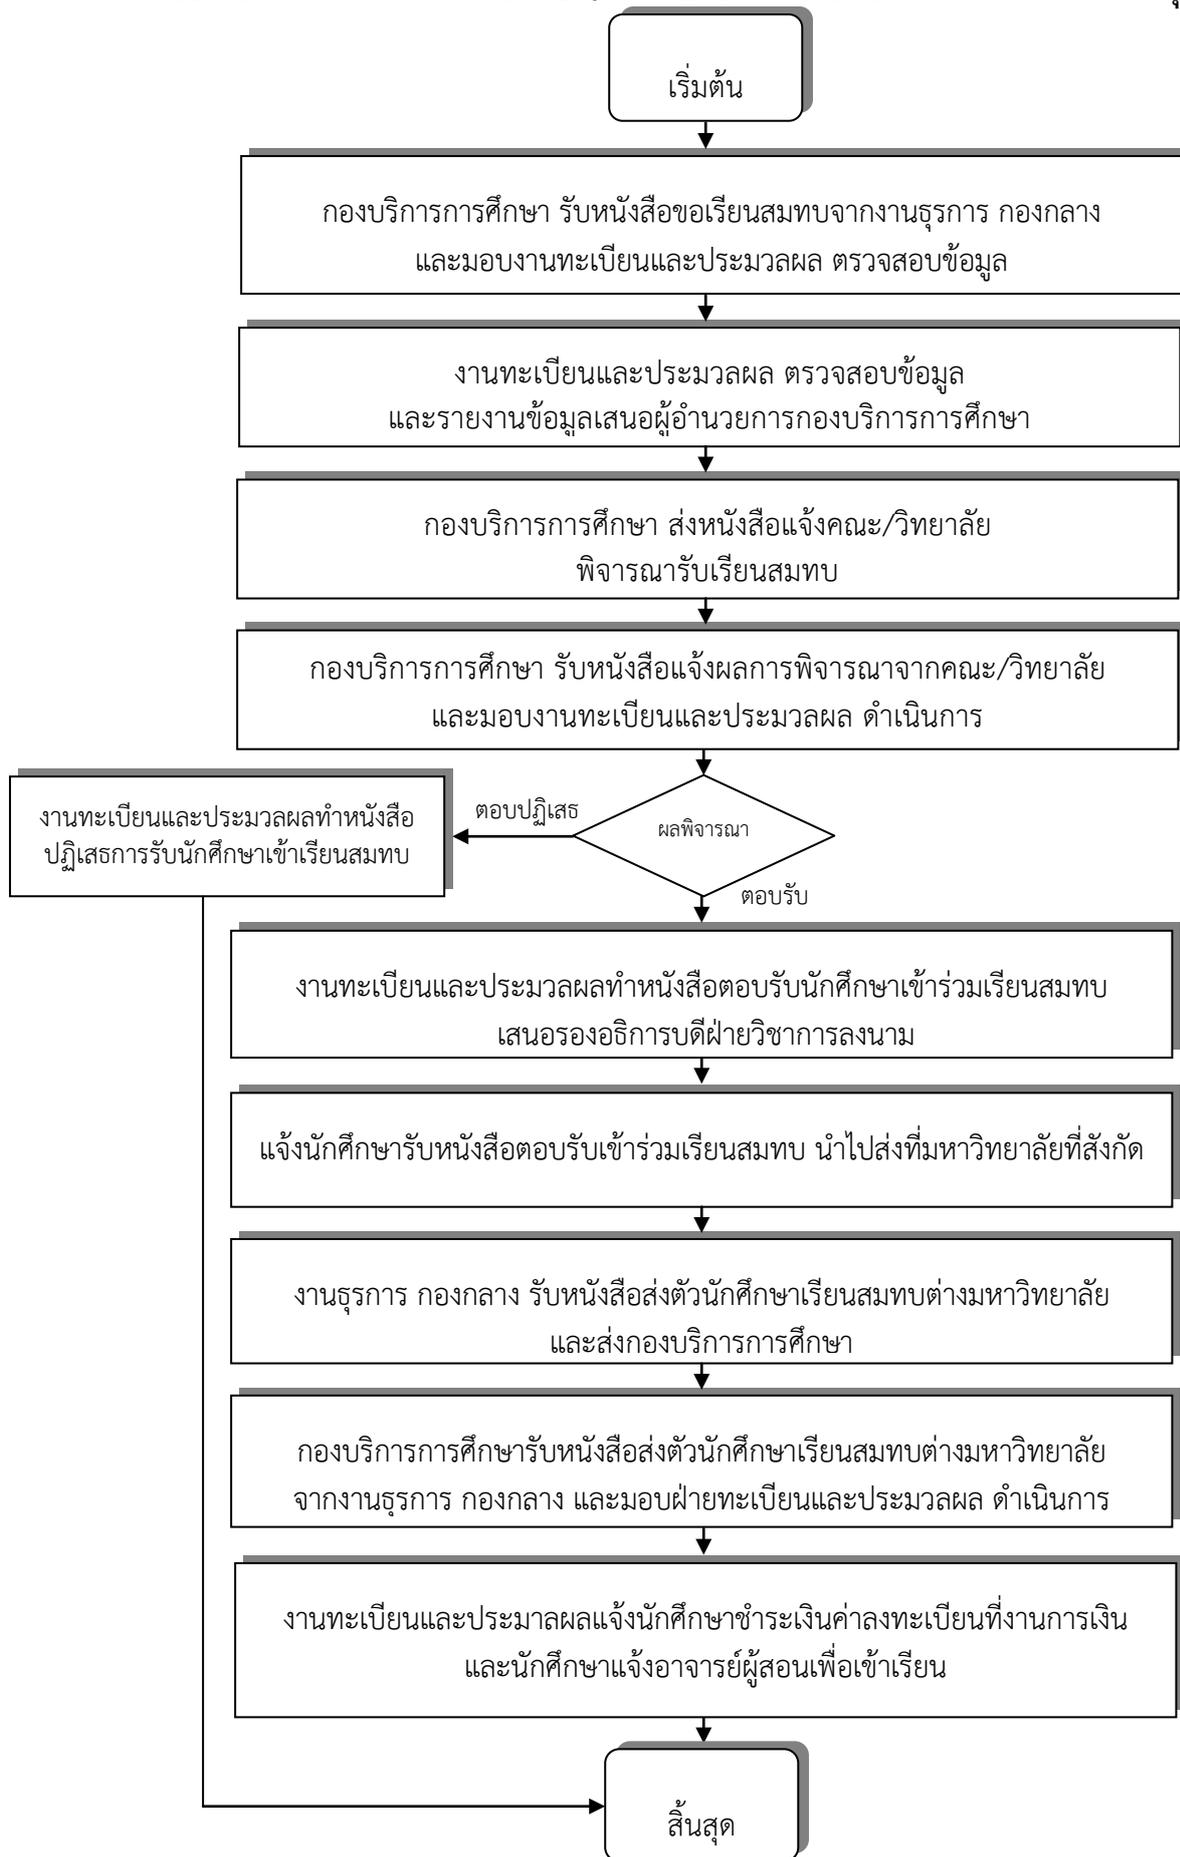 เริ่มต้น
กองบริการการศึกษา รับหนังสือขอเรียนสมทบจากงานธุรการ กองกลาง
และมอบงานทะเบียนและประมวลผล ตรวจสอบข้อมูล
งานทะเบียนและประมวลผล ตรวจสอบข้อมูล
และรายงานข้อมูลเสนอผู้อำนวยการกองบริการการศึกษา
กองบริการการศึกษา ส่งหนังสือแจ้งคณะ/วิทยาลัย
พิจารณารับเรียนสมทบ
กองบริการการศึกษา รับหนังสือแจ้งผลการพิจารณาจากคณะ/วิทยาลัย
และมอบงานทะเบียนและประมวลผล ดำเนินการ
ผลพิจารณา
ตอบปฏิเสธ
งานทะเบียนและประมวลผลทำหนังสือ
ปฏิเสธการรับนักศึกษาเข้าเรียนสมทบ
ตอบรับ
งานทะเบียนและประมวลผลทำหนังสือตอบรับนักศึกษาเข้าร่วมเรียนสมทบ
เสนอรองอธิการบดีฝ่ายวิชาการลงนาม
แจ้งนักศึกษารับหนังสือตอบรับเข้าร่วมเรียนสมทบ นำไปส่งที่มหาวิทยาลัยที่สังกัด
งานธุรการ กองกลาง รับหนังสือส่งตัวนักศึกษาเรียนสมทบต่างมหาวิทยาลัย
และส่งกองบริการการศึกษา
กองบริการการศึกษารับหนังสือส่งตัวนักศึกษาเรียนสมทบต่างมหาวิทยาลัย
จากงานธุรการ กองกลาง และมอบฝ่ายทะเบียนและประมวลผล ดำเนินการ
งานทะเบียนและประมาลผลแจ้งนักศึกษาชำระเงินค่าลงทะเบียนที่งานการเงิน
และนักศึกษาแจ้งอาจารย์ผู้สอนเพื่อเข้าเรียน
สิ้นสุด